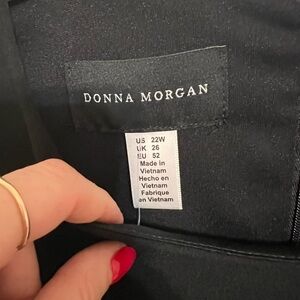 DONNA MORGAN
US 22W
UK 26
EU 52
Made in
Vietnam
Hecho en
Vietnam
Fabrique
en Vietnam